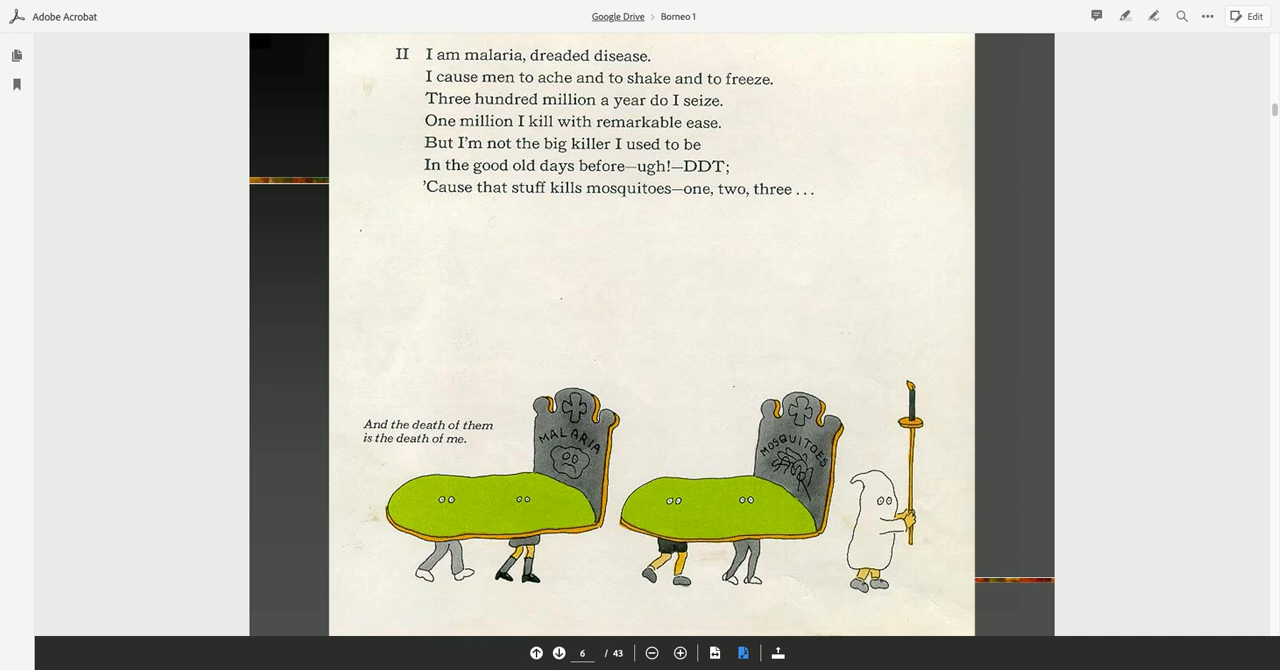 Adobe Acrobat
Google Drive > Borneo 1
Edit
II I am malaria, dreaded disease.
I cause men to ache and to shake and to freeze.
Three hundred million a year do I seize.
One million I kill with remarkable ease.
But I'm not the big killer I used to be
In the good old days before—ugh!—DDT;
'Cause that stuff kills mosquitoes—one, two, three . . .
And the death of them
is the death of me.
MALARIA
MOSQUITOES
6 / 43